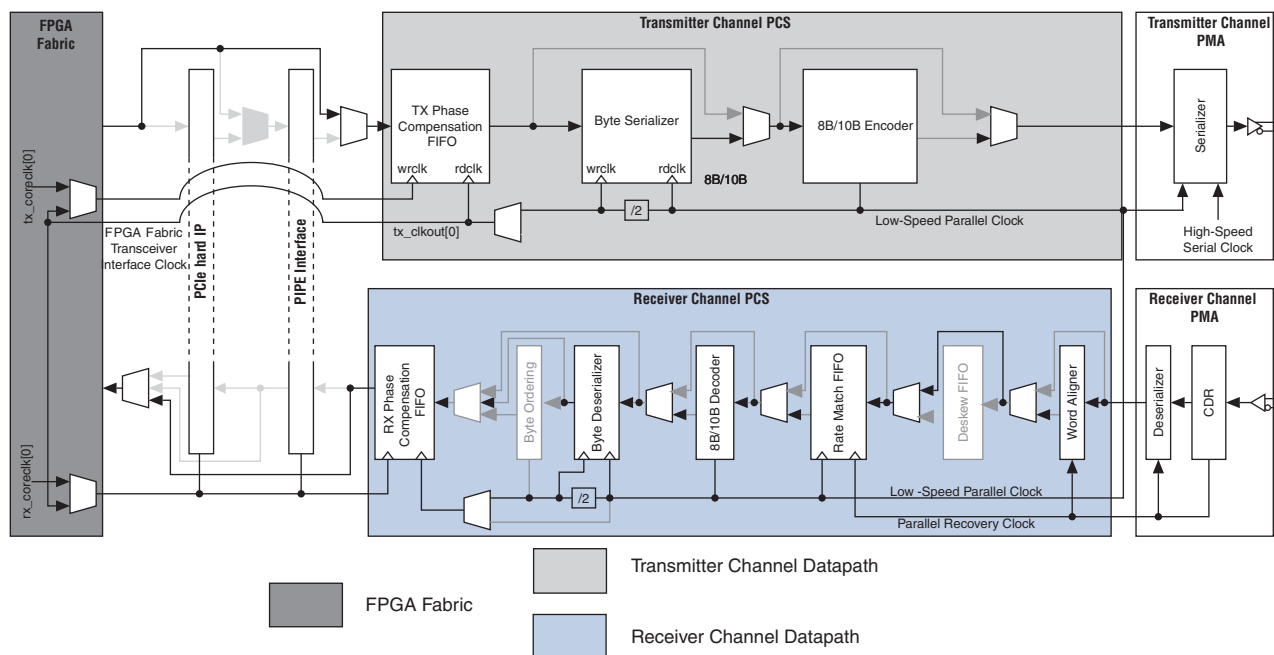 FPGA
Fabric
Transmitter Channel PCS
Transmitter Channel
PMA
TX Phase
Compensation
FIFO
wrclk
rdclk
Byte Serializer
wrclk
rdclk
8B/10B Encoder
8B/10B
Serializer
tx_coreclk[0]
/2
tx_clkout[0]
Low-Speed Parallel Clock
High-Speed
Serial Clock
FPGA Fabric
Transceiver
Interface Clock
PCIe hard IP
PIPE Interface
Receiver Channel PCS
Receiver Channel
PMA
RX Phase
Compensation
FIFO
Byte Ordering
Byte Deserializer
8B/10B Decoder
Rate Match FIFO
Deskew FIFO
Word Aligner
Deserializer
CDR
rx_coreclk[0]
/2
Low -Speed Parallel Clock
Parallel Recovery Clock
Transmitter Channel Datapath
FPGA Fabric
Receiver Channel Datapath